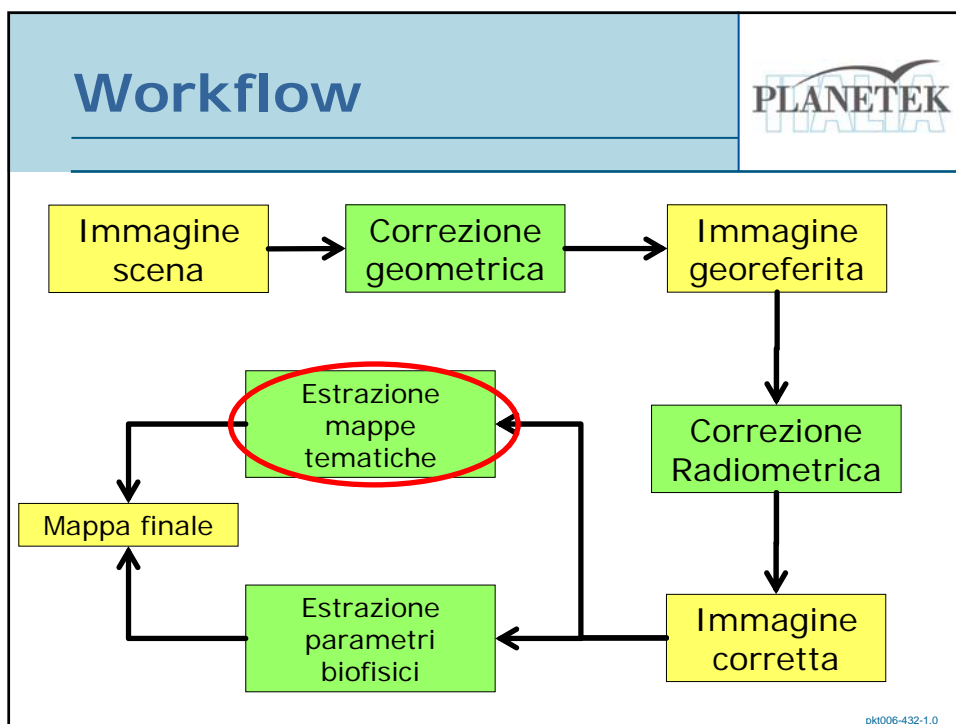 Workflow
PLANETEK
ITALIA
Immagine
scena
Correzione
geometrica
Immagine
georeferita
Estrazione
mappe
tematiche
Correzione
Radiometrica
Mappa finale
Estrazione
parametri
biofisici
Immagine
corretta
pkt006-432-1.0